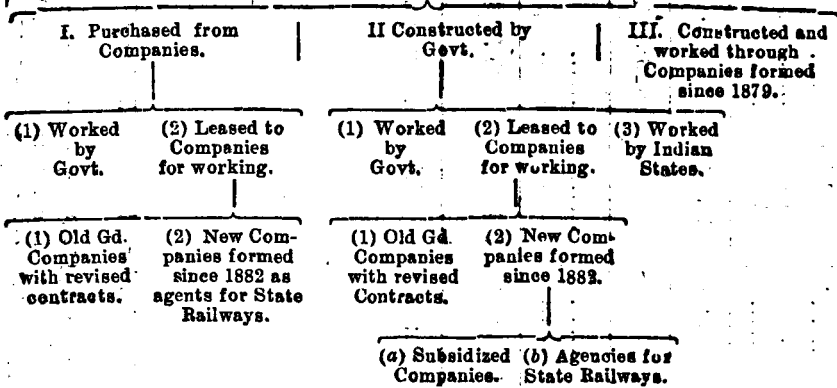 I. Purchased from
Companies.
II Constructed by
Govt.
III. Constructed and
worked through
Companies formed
since 1879.
(1) Worked
by
Govt.
(2) Leased to
Companies
for working.
(1) Worked
by
Govt.
(2) Leased to
Companies
for working.
(3) Worked
by Indian
States.
(1) Old Gd.
Companies
with revised
contracts.
(2) New Com-
panies formed
since 1882 as
agents for State
Railways.
(1) Old Gd.
Companies
with revised
Contracts.
(2) New Com-
panies formed
since 1882.
(a) Subsidized
Companies.
(b) Agencies for
State Railways.